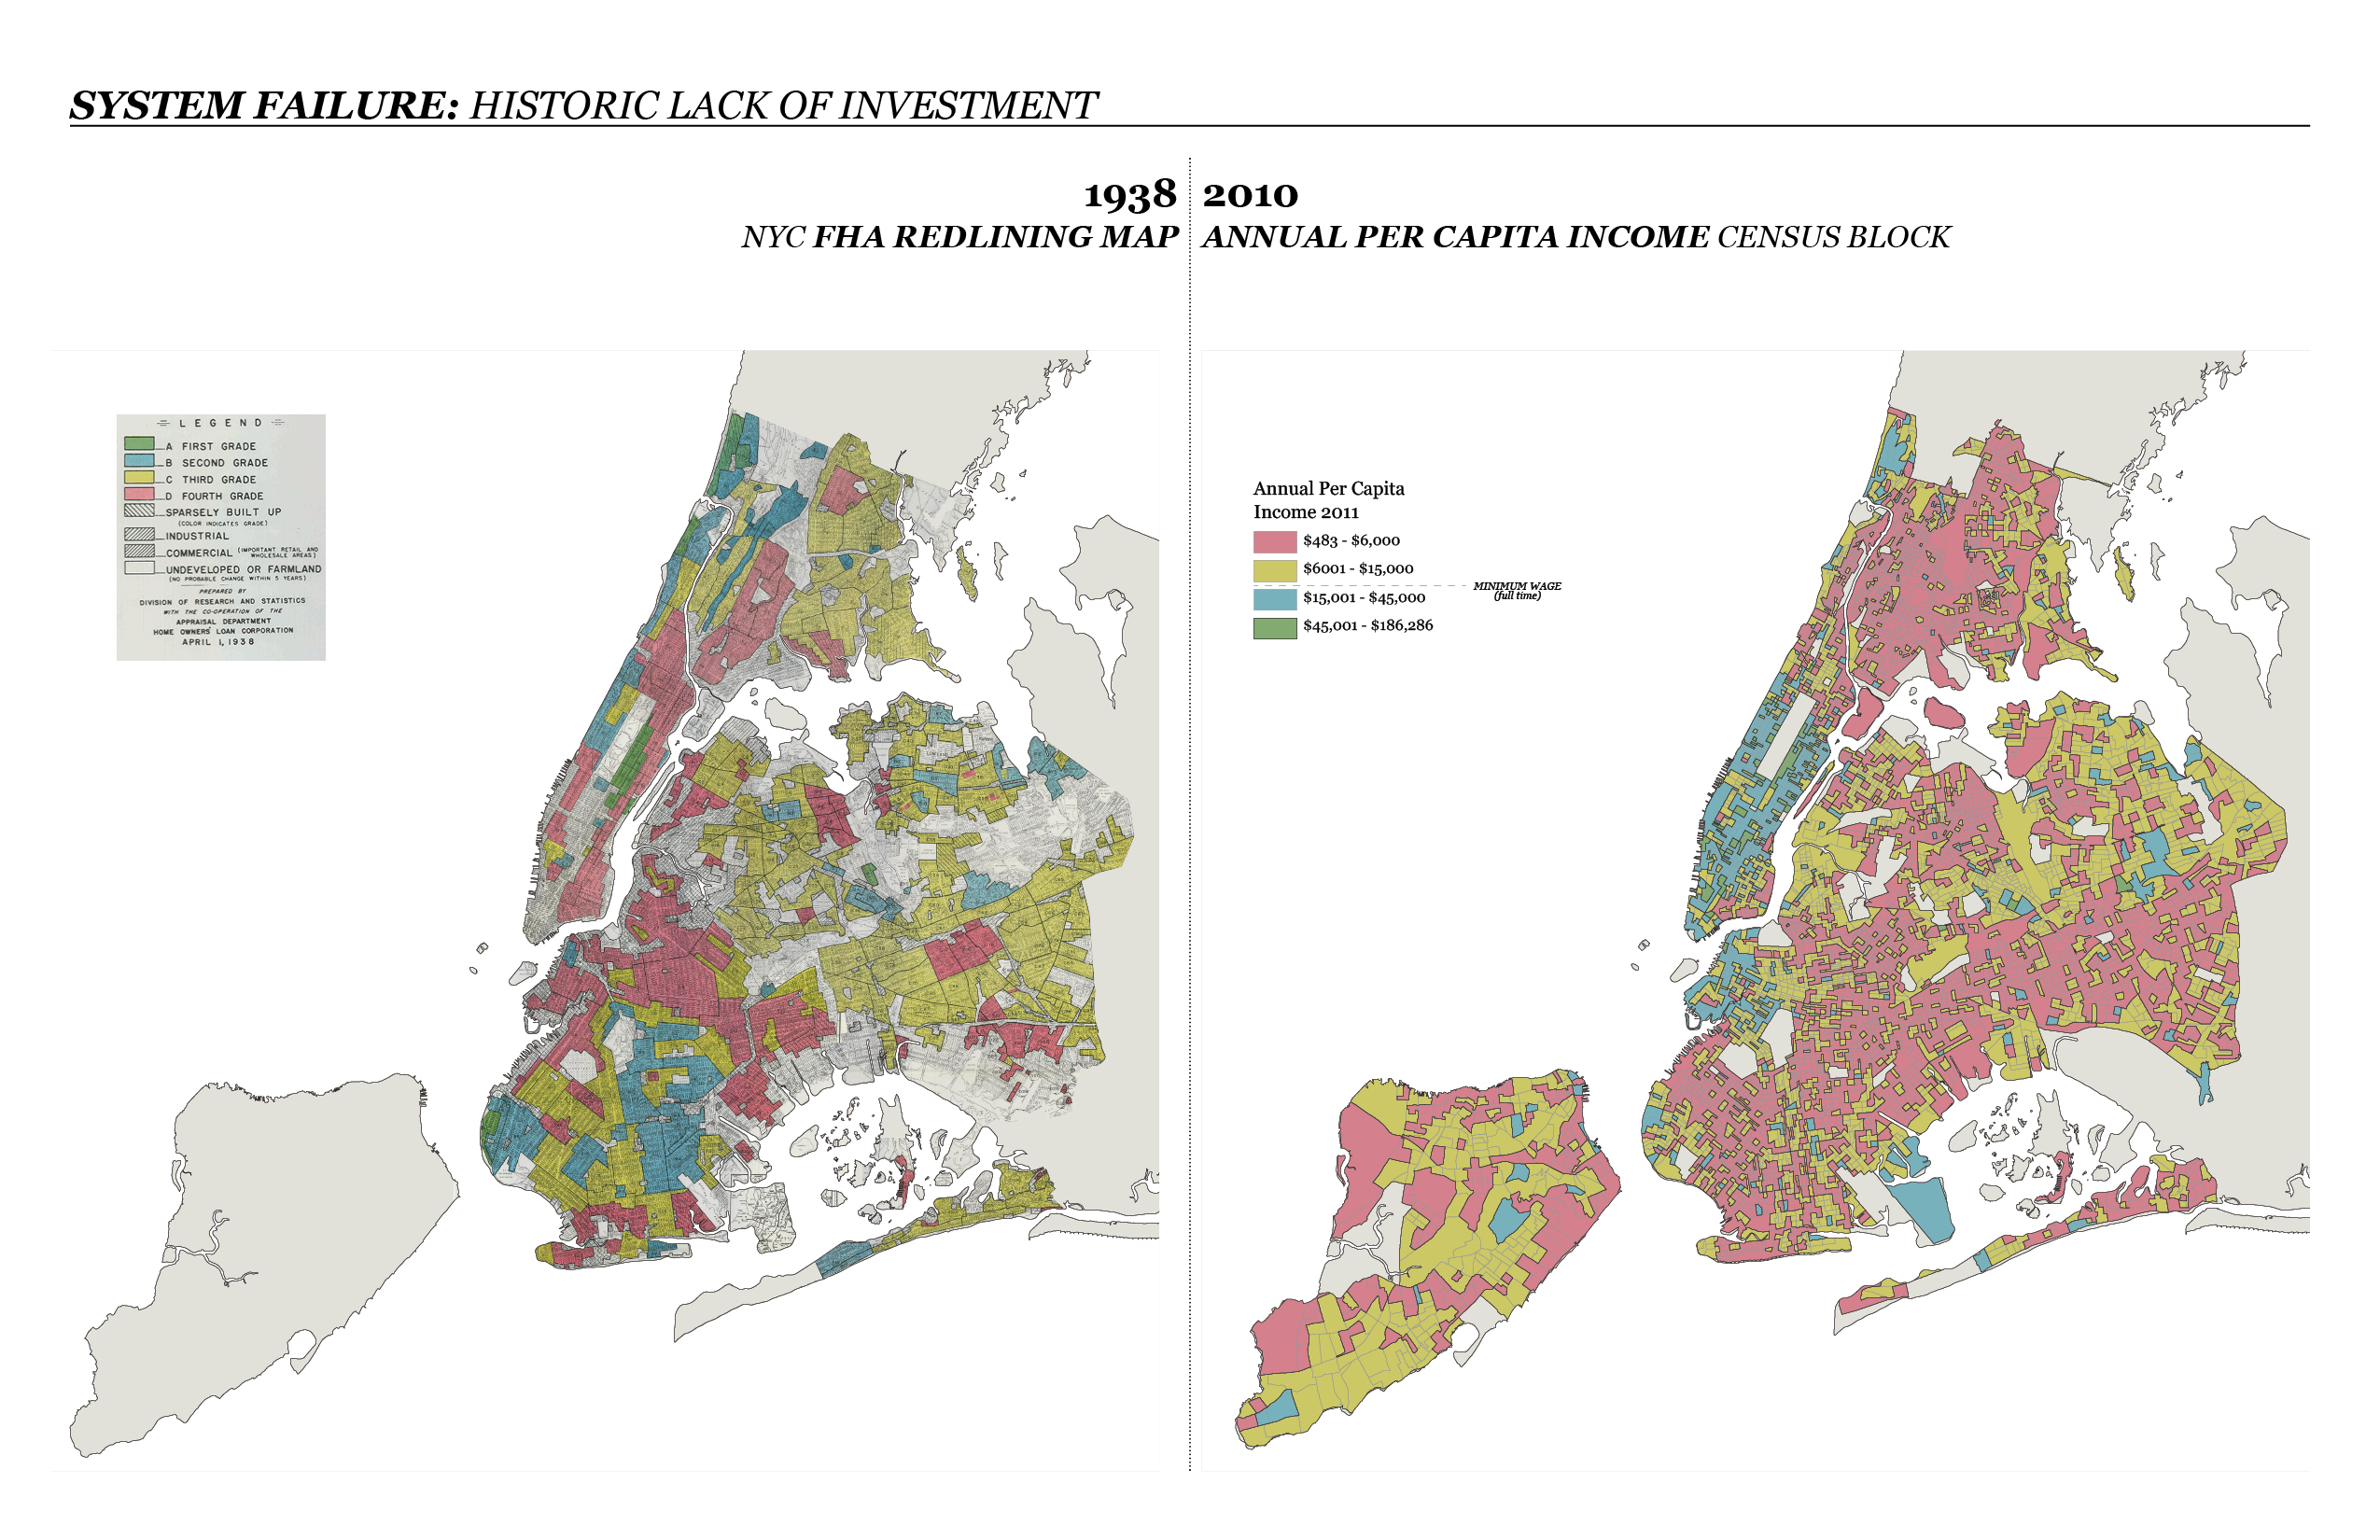 SYSTEM FAILURE: HISTORIC LACK OF INVESTMENT
1938
NYC FHA REDLINING MAP
2010
ANNUAL PER CAPITA INCOME CENSUS BLOCK
LEGEND
A FIRST GRADE
B SECOND GRADE
C THIRD GRADE
D FOURTH GRADE
SPARSELY BUILT UP
(COLOR INDICATES GRADE)
INDUSTRIAL
COMMERCIAL (IMPORTANT RETAIL AND
WHOLESALE AREAS)
UNDEVELOPED OR FARMLAND
(NO PROBABLE CHANGE WITHIN 5 YEARS)
PREPARED BY
DIVISION OF RESEARCH AND STATISTICS
WITH THE CO-OPERATION OF THE
APPRAISAL DEPARTMENT
HOME OWNERS' LOAN CORPORATION
APRIL 1, 1938
Annual Per Capita
Income 2011
$483 - $6,000
$6001 - $15,000
MINIMUM WAGE
(full time)
$15,001 - $45,000
$45,001 - $186,286